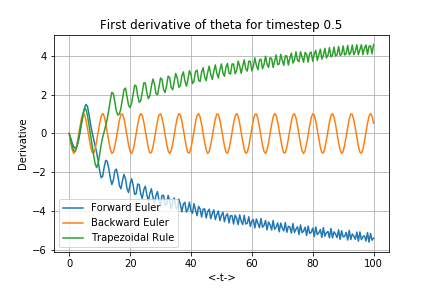 First derivative of theta for timestep 0.5
Derivative
4
2
0
−2
−4
−6
Forward Euler
Backward Euler
Trapezoidal Rule
0
20
40
60
80
100
<-t->